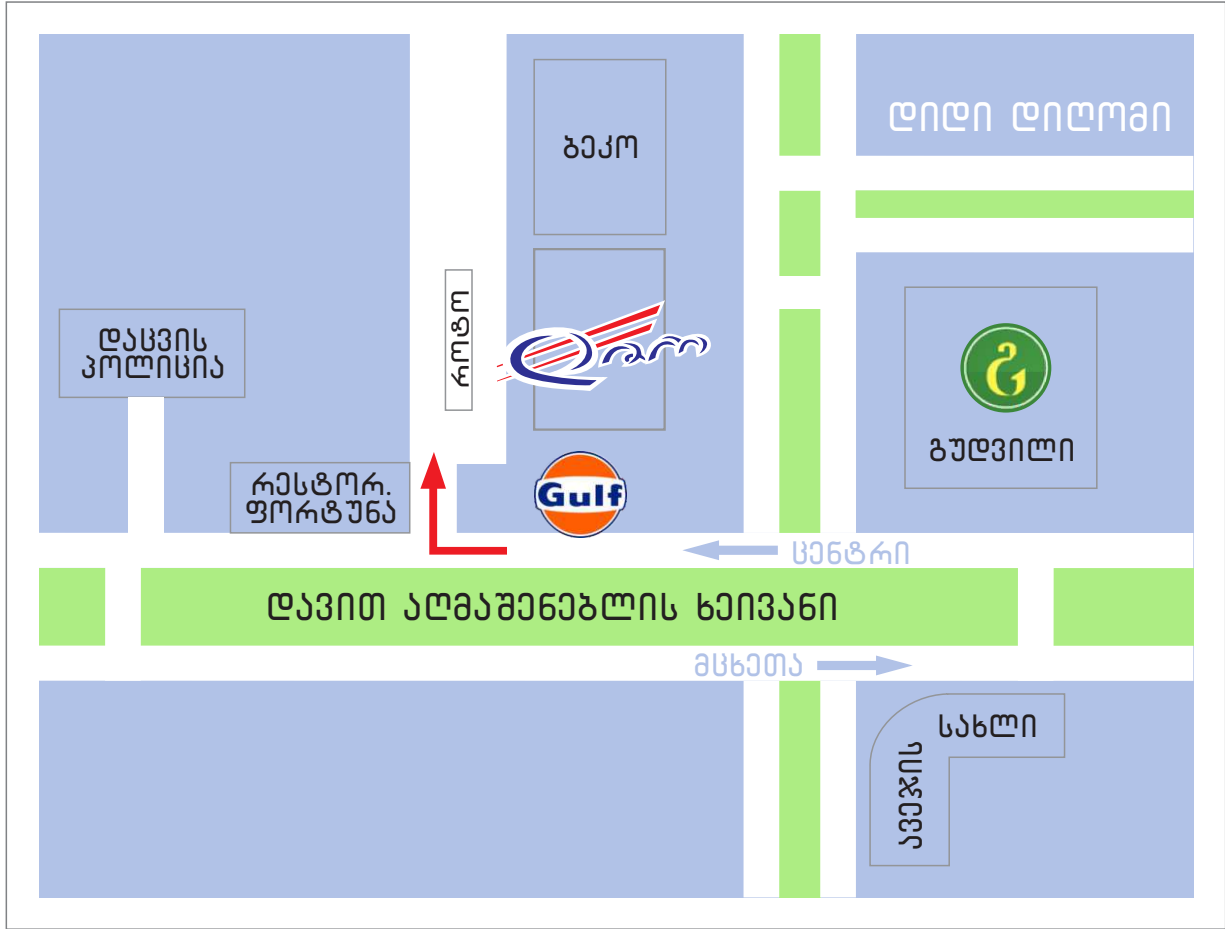 დიდი დიღომი
ბეკო
როტო
დაცვის
პოლიცია
გუდვილი
რესტორ.
ფორტუნა
Gulf
ცენტრი
დავით აღმაშენებლის ხეივანი
მცხეთა
სახლი
ავეჯის